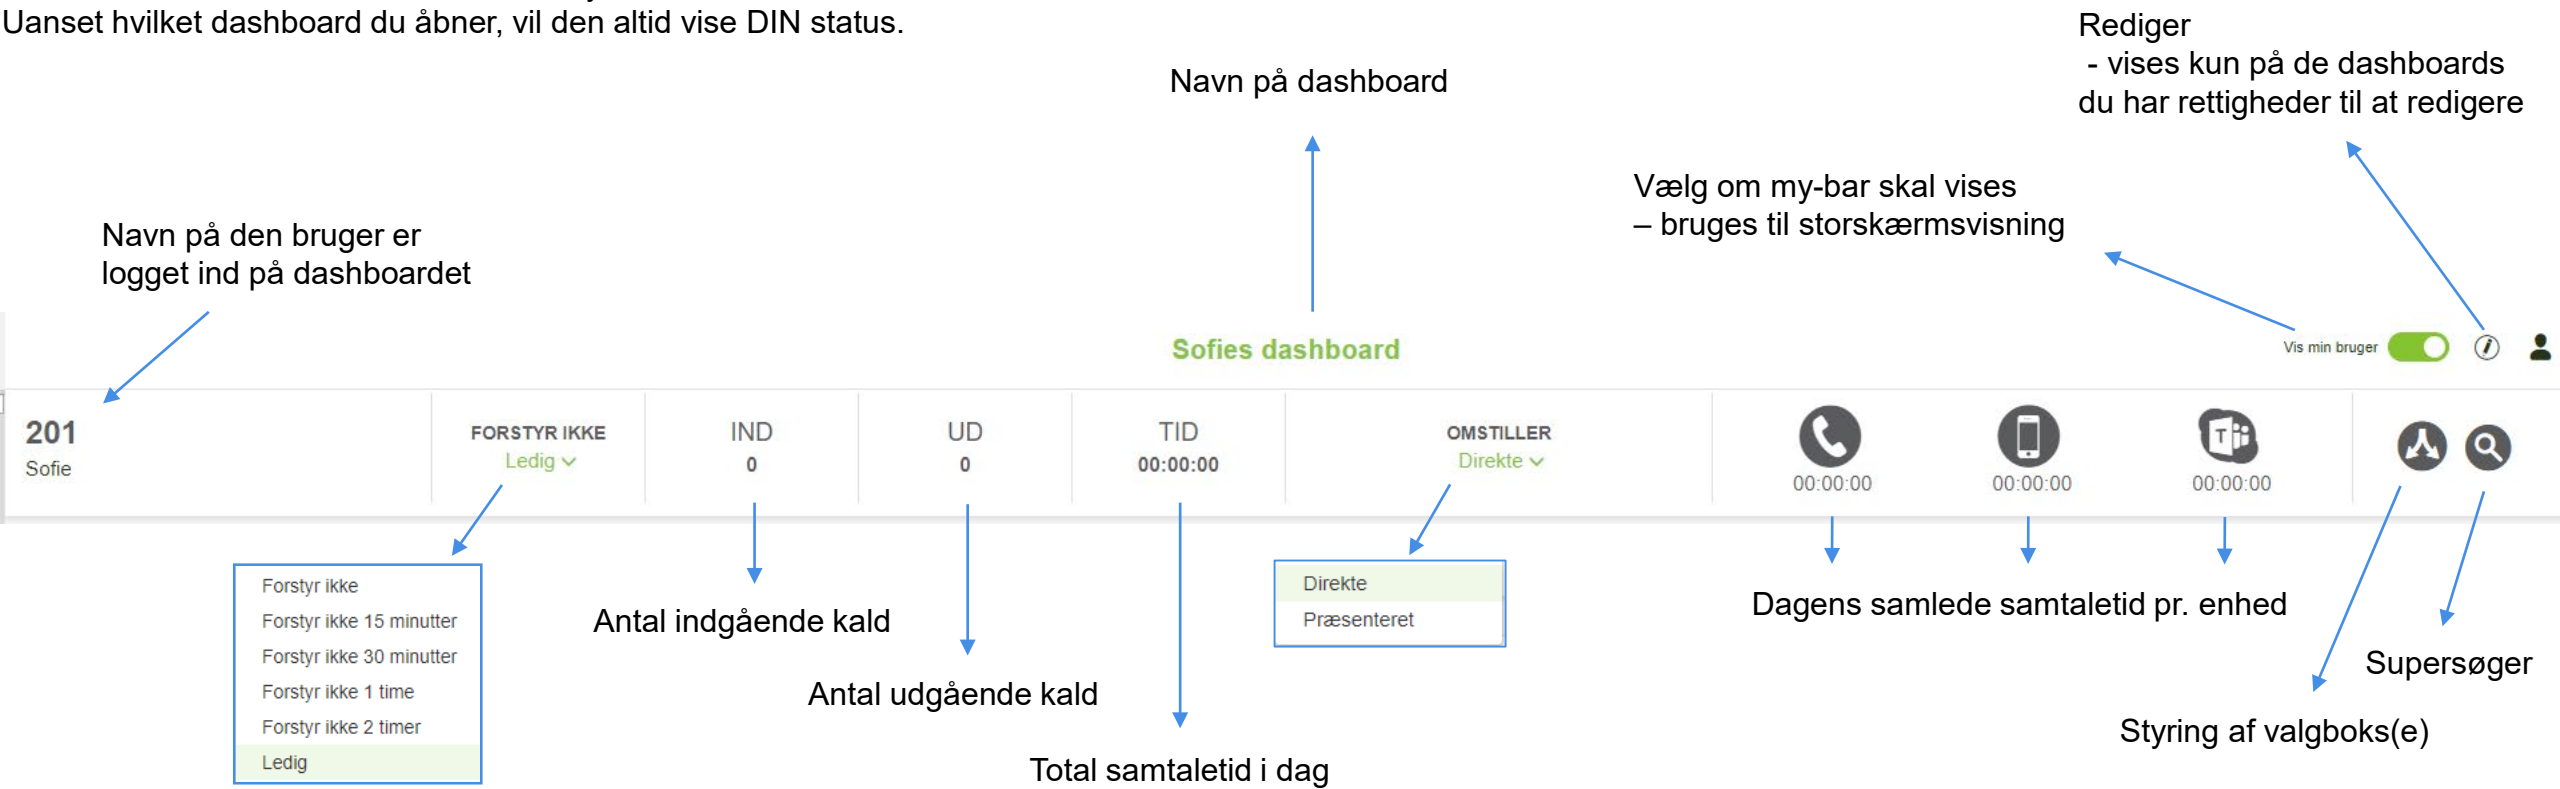 Uanset hvilket dashboard du åbner, vil den altid vise DIN status.
Rediger
- vises kun på de dashboards
du har rettigheder til at redigere
Navn på dashboard
Vælg om my-bar skal vises
– bruges til storskærmsvisning
Navn på den bruger er
logget ind på dashboardet
Sofies dashboard
Vis min bruger
201
Sofie
FORSTYR IKKE
Ledig
IND
0
UD
0
TID
00:00:00
OMSTILLER
Direkte
00:00:00
00:00:00
T
00:00:00
Forstyr ikke
Forstyr ikke 15 minutter
Forstyr ikke 30 minutter
Forstyr ikke 1 time
Forstyr ikke 2 timer
Ledig
Antal indgående kald
Antal udgående kald
Total samtaletid i dag
Direkte
Præsenteret
Dagens samlede samtaletid pr. enhed
Supersøger
Styring af valgboks(e)